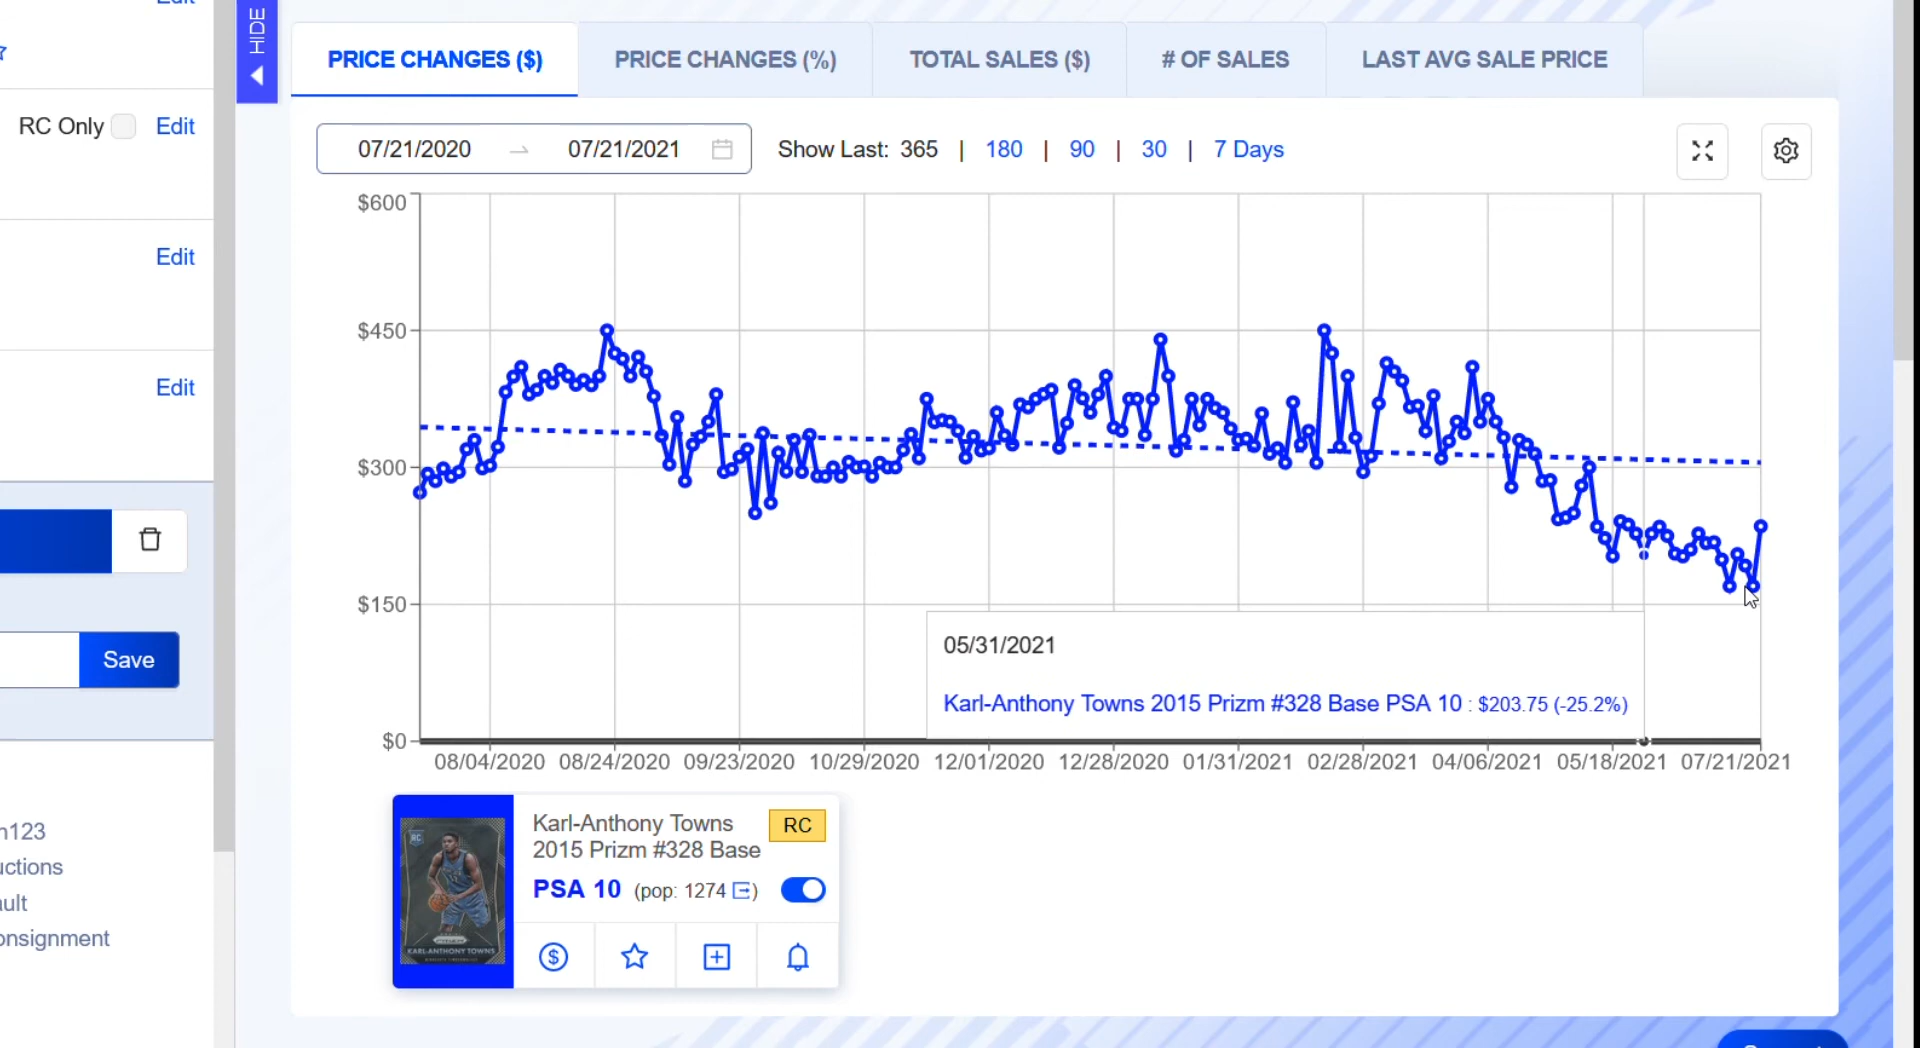 HIDE
PRICE CHANGES ($) PRICE CHANGES (%) TOTAL SALES ($) # OF SALES LAST AVG SALE PRICE
RC Only Edit
07/21/2020 → 07/21/2021 Show Last: 365 | 180 | 90 | 30 | 7 Days
$600
Edit
$450
Edit
$300
$150
05/31/2021
Save
Karl-Anthony Towns 2015 Prizm #328 Base PSA 10 : $203.75 (-25.2%)
$0
08/04/2020 08/24/2020 09/23/2020 10/29/2020 12/01/2020 12/28/2020 01/31/2021 02/28/2021 04/06/2021 05/18/2021 07/21/2021
Karl-Anthony Towns RC
2015 Prizm #328 Base
PSA 10 (pop: 1274)
RC
KARL-ANTHONY TOWNS
n123
uctions
ault
onsignment